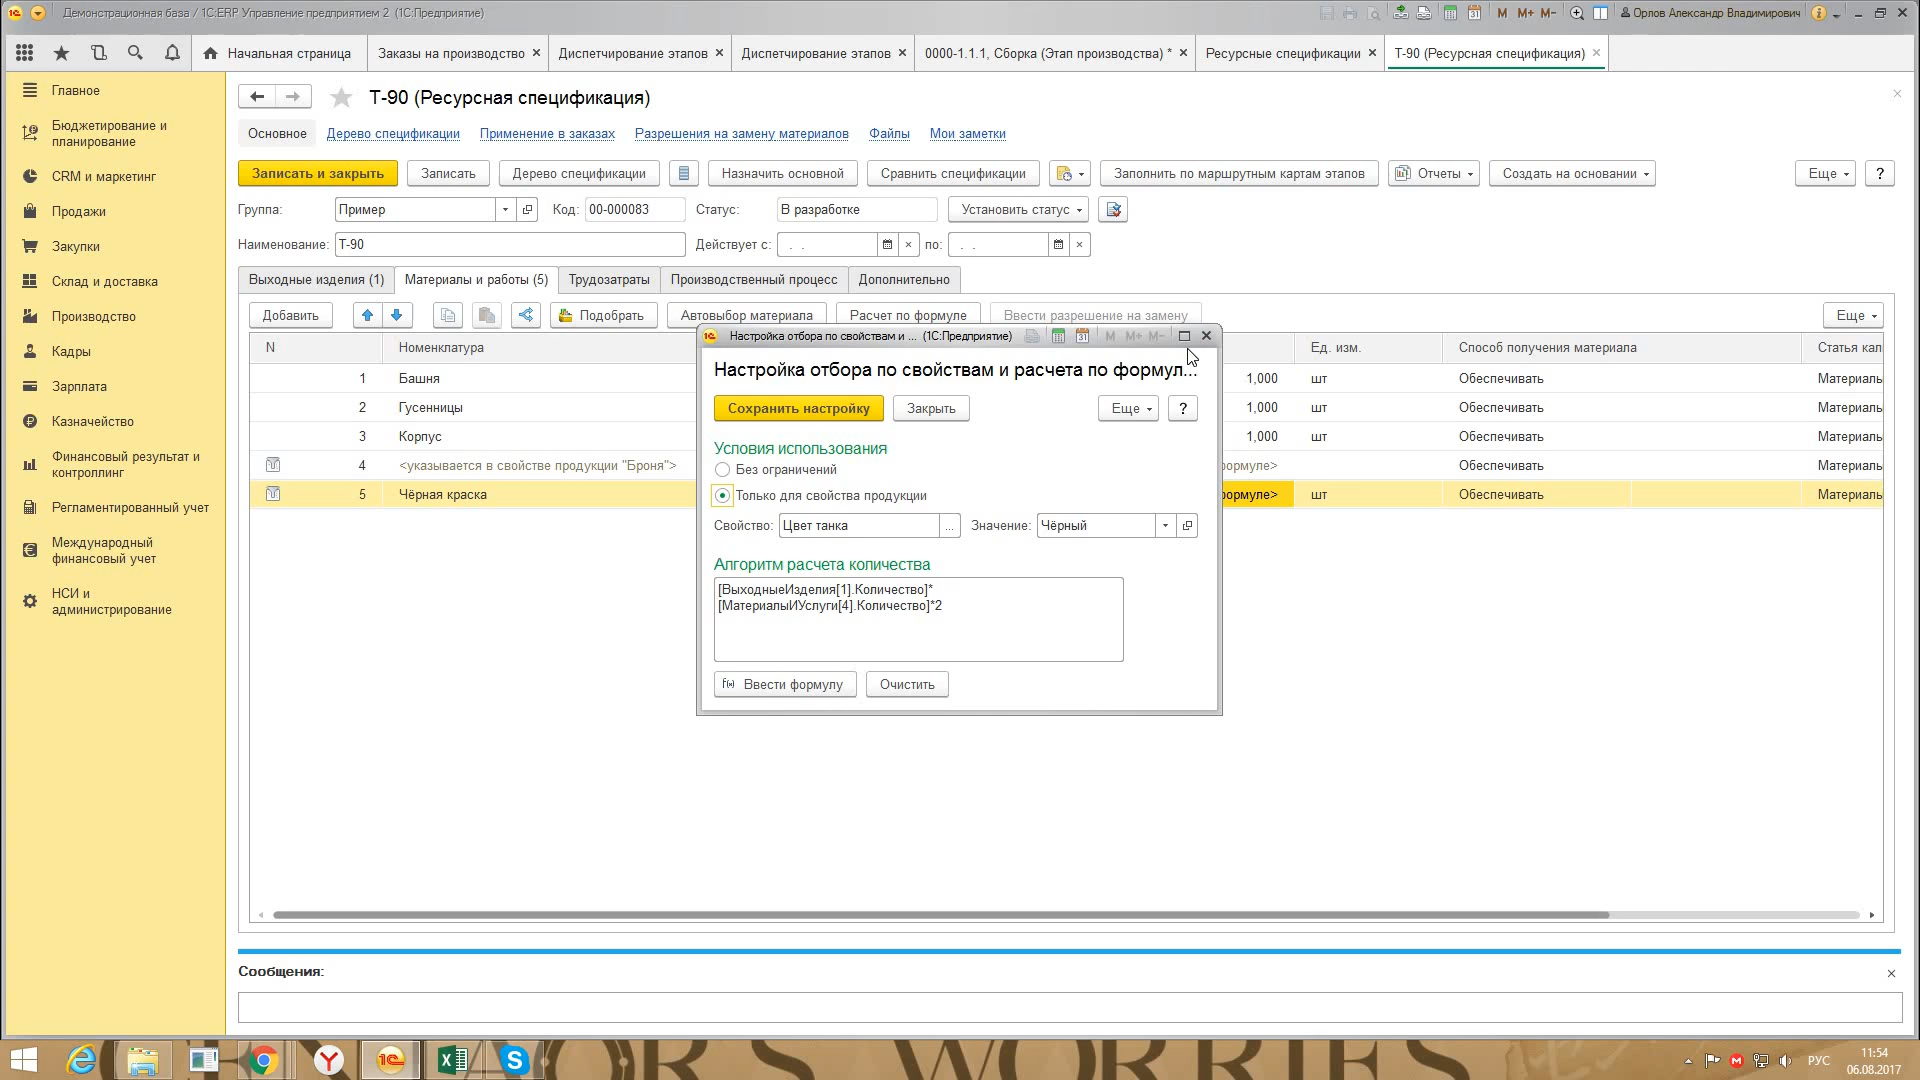 Демонстрационная база / 1С:ERP Управление предприятием 2 (1С:Предприятие)
M M+ M- Орлов Александр Владимирович
Начальная страница
Заказы на производство
Диспетчирование этапов
Диспетчирование этапов
0000-1.1.1, Сборка (Этап производства) *
Ресурсные спецификации
Т-90 (Ресурсная спецификация)
Главное
Бюджетирование и
планирование
CRM и маркетинг
Продажи
Закупки
Склад и доставка
Производство
Кадры
Зарплата
Казначейство
Финансовый результат и
контроллинг
Регламентированный учет
Международный
финансовый учет
НСИ и
администрирование
Т-90 (Ресурсная спецификация)
Основное Дерево спецификации Применение в заказах Разрешения на замену материалов Файлы Мои заметки
Записать и закрыть Записать Дерево спецификации Назначить основной Сравнить спецификации Заполнить по маршрутным картам этапов Отчеты Создать на основании Еще ?
Группа: Пример Код: 00-000083 Статус: В разработке Установить статус
Наименование: Т-90 Действует с: . . по: . .
Выходные изделия (1) Материалы и работы (5) Трудозатраты Производственный процесс Дополнительно
Добавить Подобрать Автовыбор материала Расчет по формуле Ввести разрешение на замену Еще
N Номенклатура Ед. изм. Способ получения материала Статья кал
1 Башня 1,000 шт Обеспечивать Материаль
2 Гусенницы 1,000 шт Обеспечивать Материаль
3 Корпус 1,000 шт Обеспечивать Материаль
4 <указывается в свойстве продукции "Броня"> формуле> Обеспечивать Материаль
5 Чёрная краска формуле> шт Обеспечивать Материаль
Настройка отбора по свойствам и ... (1С:Предприятие) M M+ M-
Настройка отбора по свойствам и расчета по формул...
Сохранить настройку Закрыть Еще ?
Условия использования
Без ограничений
Только для свойства продукции
Свойство: Цвет танка ... Значение: Чёрный
Алгоритм расчета количества
[ВыходныеИзделия[1].Количество]*
[МатериалыИУслуги[4].Количество]*2
Ввести формулу Очистить
Сообщения:
РУС
11:54
06.08.2017